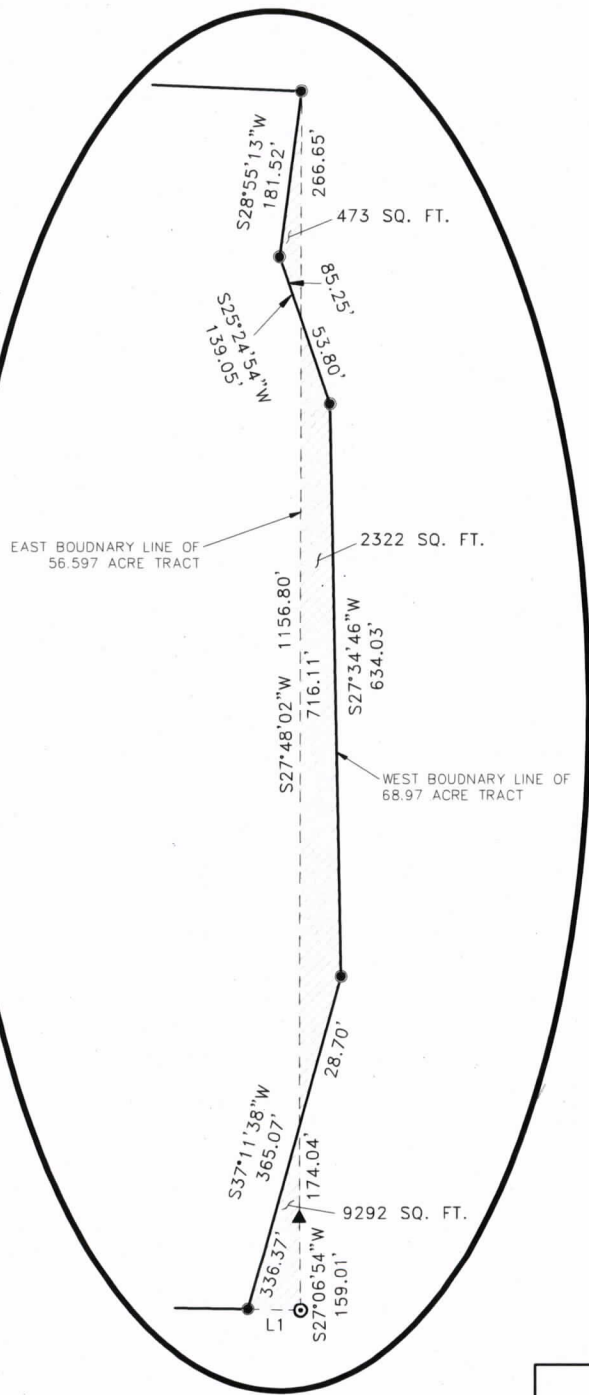 S28°55'13"W
181.52'
266.65'
473 SQ. FT.
85.25'
S25°24'54"W
139.05'
53.80'
EAST BOUDNARY LINE OF
56.597 ACRE TRACT
2322 SQ. FT.
S27°48'02"W 1156.80'
716.11'
S27°34'46"W
634.03'
WEST BOUDNARY LINE OF
68.97 ACRE TRACT
28.70'
S37°11'38"W
365.07'
174.04'
9292 SQ. FT.
336.37'
S27°06'54"W
159.01'
L1